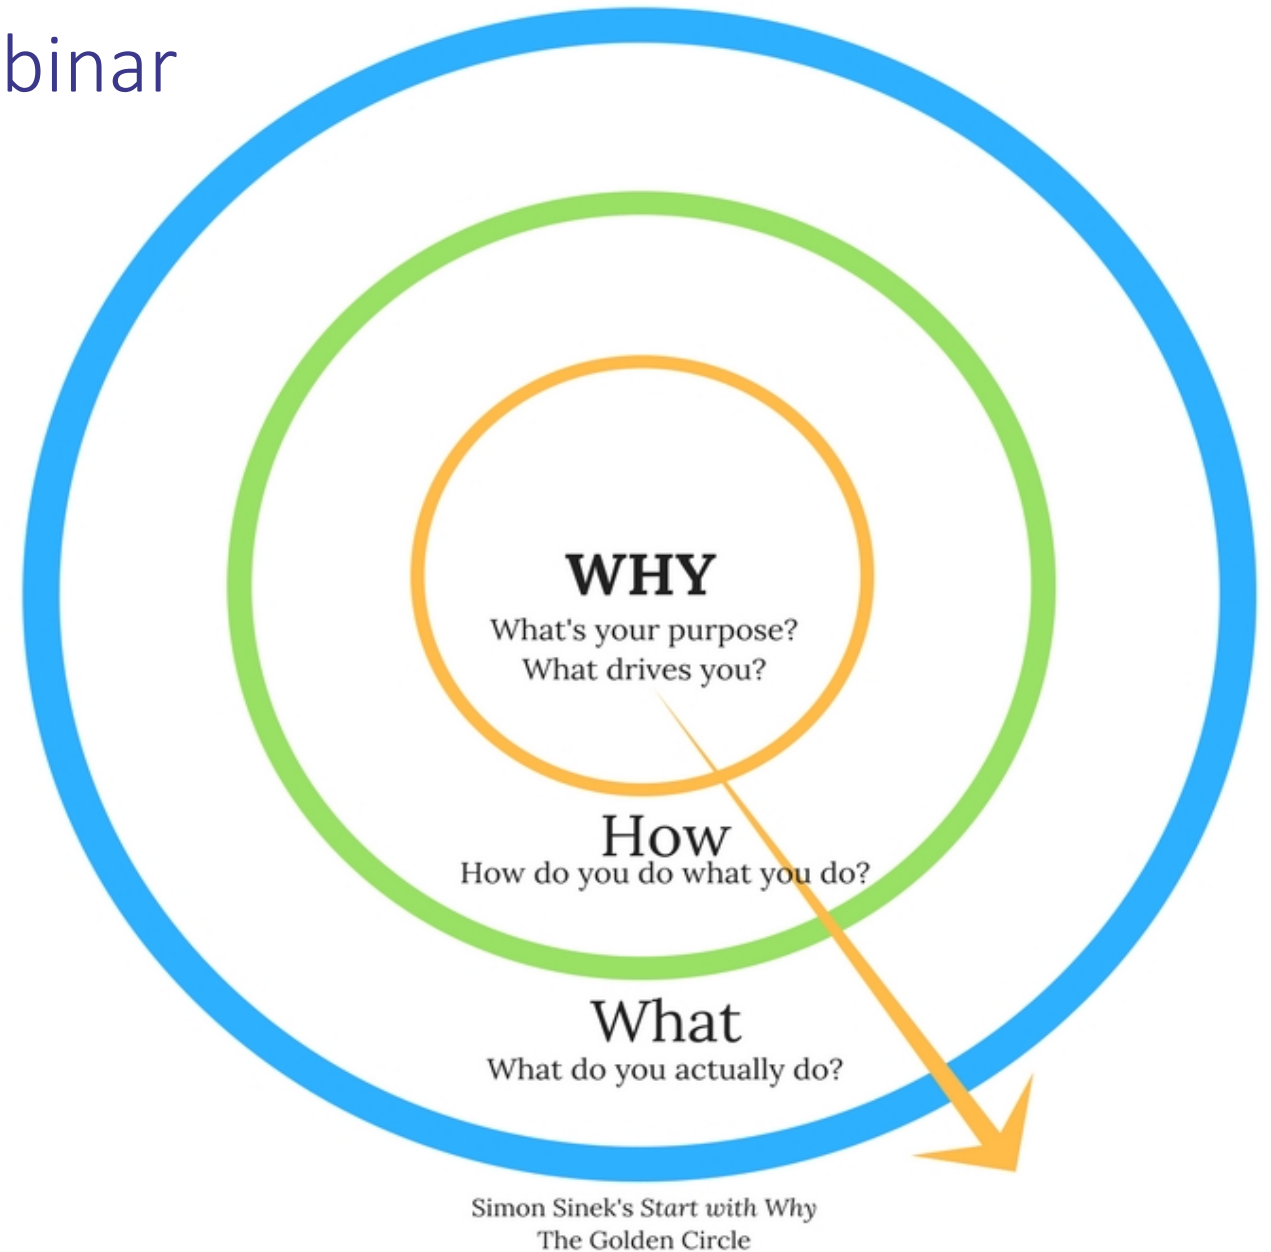 binar
WHY
What's your purpose?
What drives you?
How
How do you do what you do?
What
What do you actually do?
Simon Sinek's Start with Why
The Golden Circle